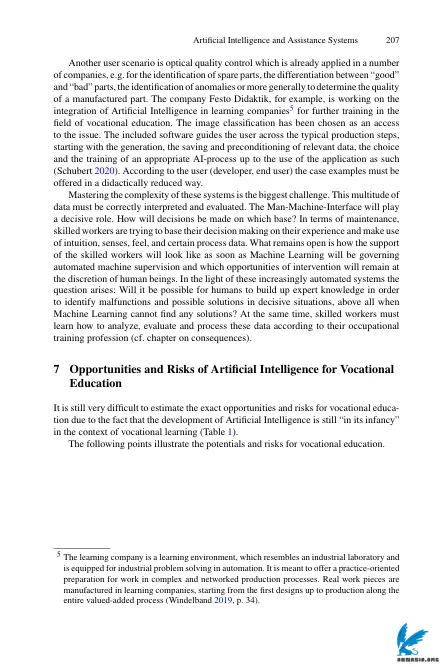 Artificial Intelligence and Assistance Systems 207
Another user scenario is optical quality control which is already applied in a number
of companies, e.g. for the identification of spare parts, the differentiation between “good”
and “bad” parts, the identification of anomalies or more generally to determine the quality
of a manufactured part. The company Festo Didaktik, for example, is working on the
integration of Artificial Intelligence in learning companies5 for further training in the
field of vocational education. The image classification has been chosen as an access
to the issue. The included software guides the user across the typical production steps,
starting with the generation, the saving and preconditioning of relevant data, the choice
and the training of an appropriate AI-process up to the use of the application as such
(Schubert 2020). According to the user (developer, end user) the case examples must be
offered in a didactically reduced way.
Mastering the complexity of these systems is the biggest challenge. This multitude of
data must be correctly interpreted and evaluated. The Man-Machine-Interface will play
a decisive role. How will decisions be made on which base? In terms of maintenance,
skilled workers are trying to base their decision making on their experience and make use
of intuition, senses, feel, and certain process data. What remains open is how the support
of the skilled workers will look like as soon as Machine Learning will be governing
automated machine supervision and which opportunities of intervention will remain at
the discretion of human beings. In the light of these increasingly automated systems the
question arises: Will it be possible for humans to build up expert knowledge in order
to identify malfunctions and possible solutions in decisive situations, above all when
Machine Learning cannot find any solutions? At the same time, skilled workers must
learn how to analyze, evaluate and process these data according to their occupational
training profession (cf. chapter on consequences).
7 Opportunities and Risks of Artificial Intelligence for Vocational
Education
It is still very difficult to estimate the exact opportunities and risks for vocational educa-
tion due to the fact that the development of Artificial Intelligence is still “in its infancy”
in the context of vocational learning (Table 1).
The following points illustrate the potentials and risks for vocational education.
5 The learning company is a learning environment, which resembles an industrial laboratory and
is equipped for industrial problem solving in automation. It is meant to offer a practice-oriented
preparation for work in complex and networked production processes. Real work pieces are
manufactured in learning companies, starting from the first designs up to production along the
entire valued-added process (Windelband 2019, p. 34).